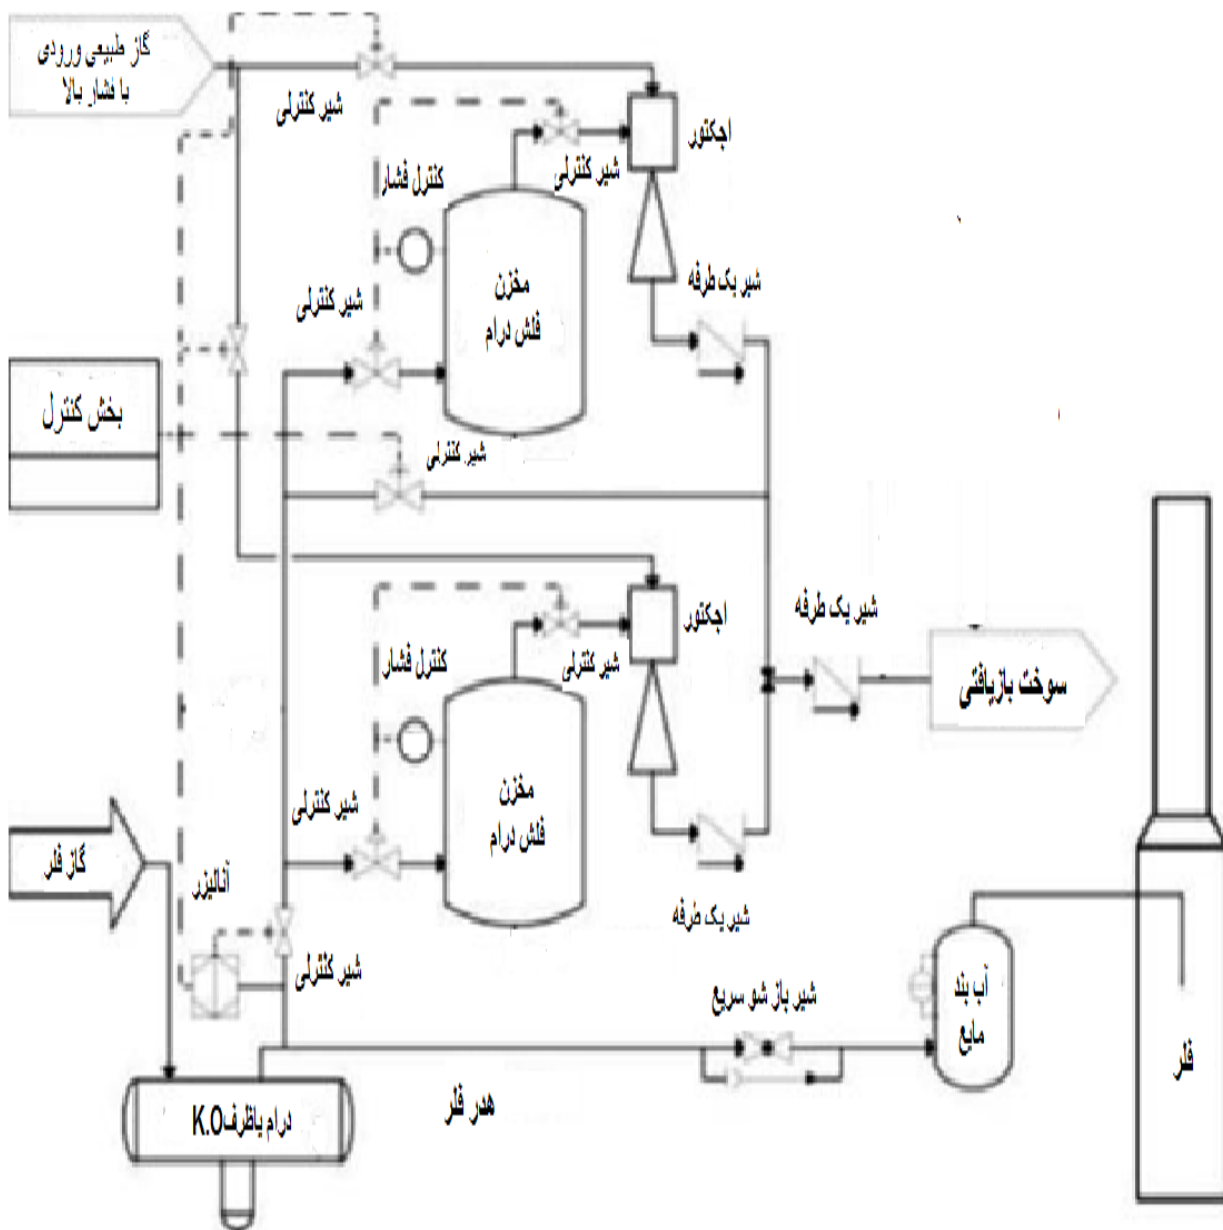 گاز طبیعی ورودی
با فشار بالا
شیر کنترلی
اجکتور
شیر کنترلی
کنترل فشار
مخزن
فلش درام
شیر یک طرفه
شیر کنترلی
بخش کنترل
شیر کنترلی
اجکتور
شیر کنترلی
کنترل فشار
شیر یک طرفه
سوخت بازیافتی
مخزن
فلش درام
شیر کنترلی
گاز فلر
آنالیزر
شیر یک طرفه
شیر کنترلی
شیر باز شو سریع
آب بند
مایع
فلر
درام یاظرف K.O
هدر فلر